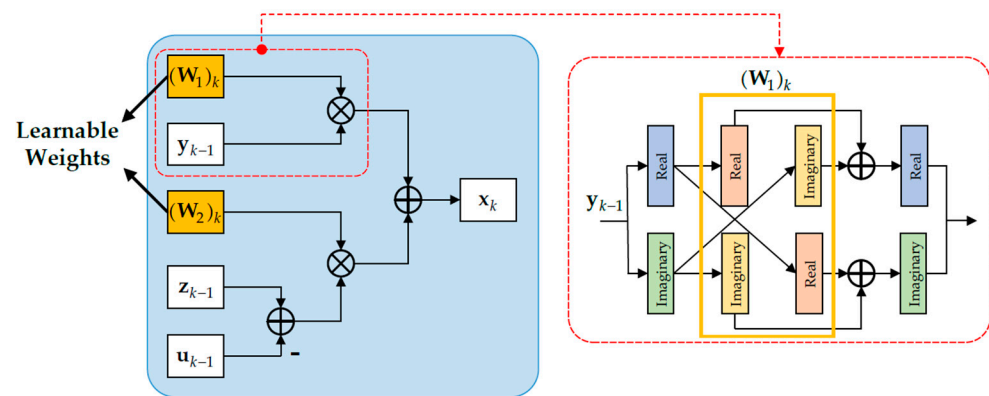 Learnable
Weights
(W₁)ₖ
yₖ₋₁
(W₂)ₖ
zₖ₋₁
uₖ₋₁
-
xₖ
(W₁)ₖ
yₖ₋₁
Real
Real
Imaginary
Real
Imaginary
Imaginary
Real
Imaginary